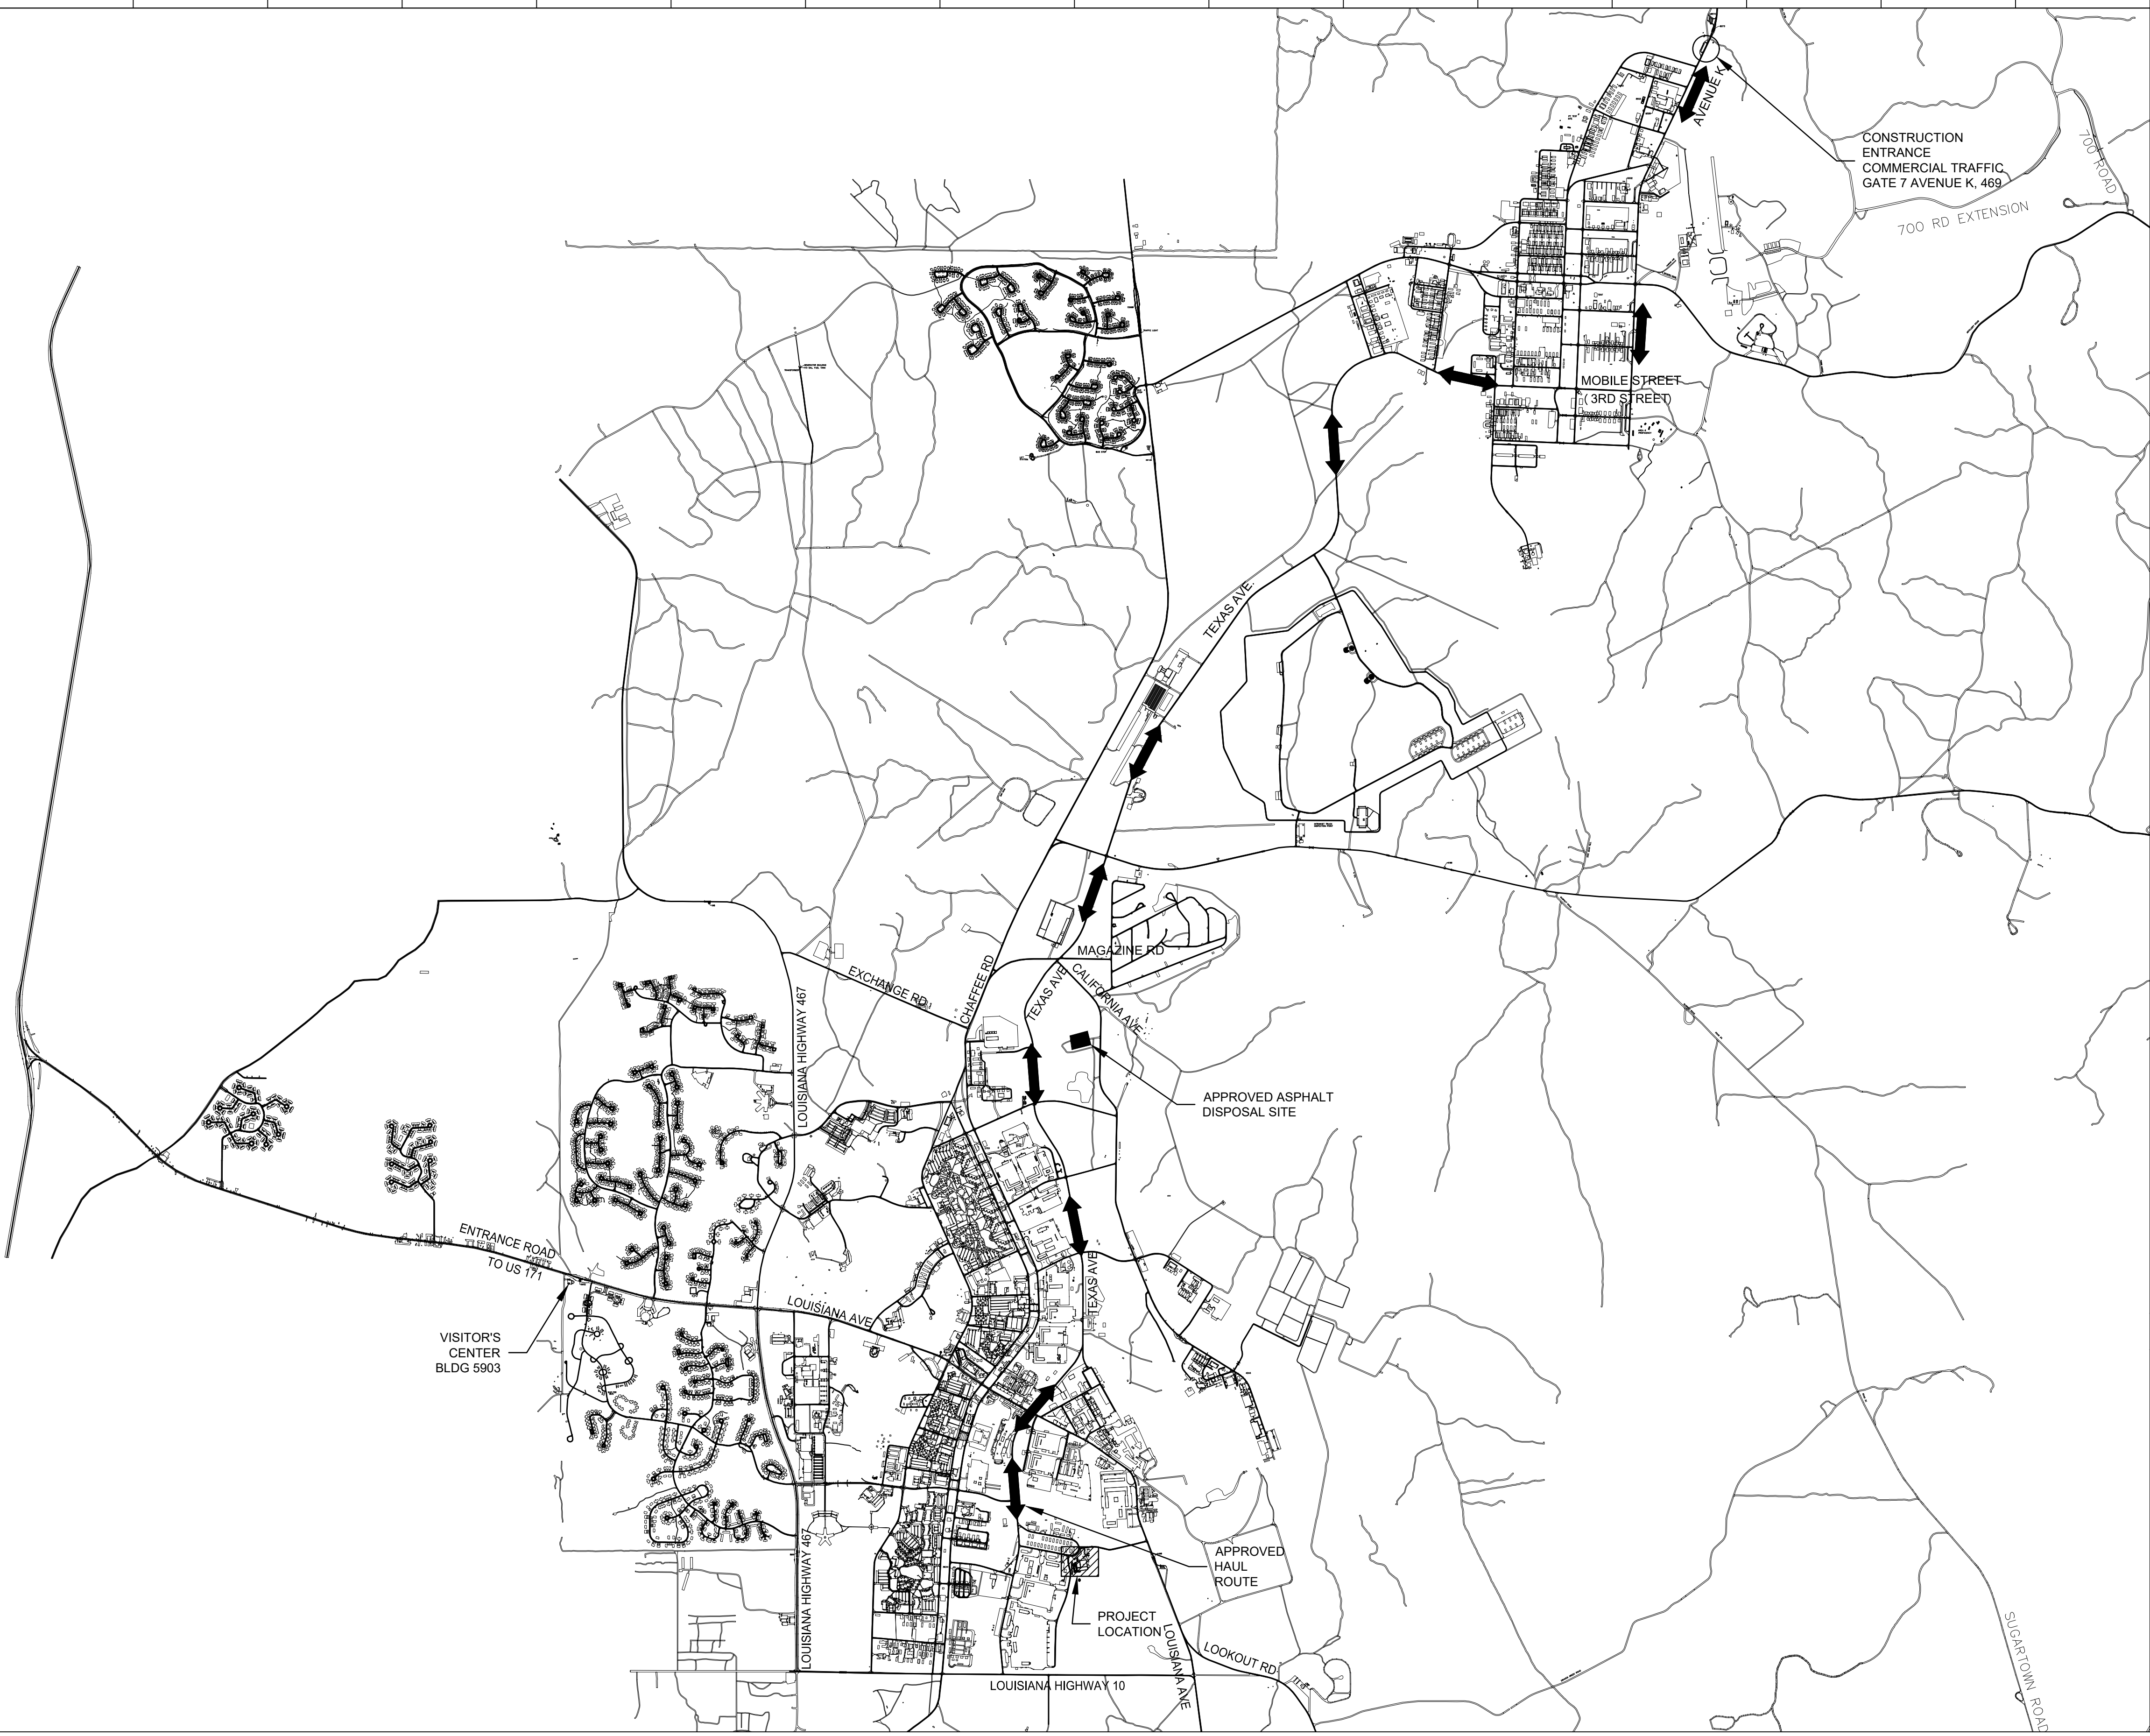 AVENUE K
CONSTRUCTION
ENTRANCE
COMMERCIAL TRAFFIC
GATE 7 AVENUE K, 469
700 ROAD
700 RD EXTENSION
MOBILE STREET
( 3RD STREET)
TEXAS AVE.
MAGAZINE RD
EXCHANGE RD.
CHAFFEE RD
TEXAS AVE
CALIFORNIA AVE
LOUISIANA HIGHWAY 467
APPROVED ASPHALT
DISPOSAL SITE
ENTRANCE ROAD
TO US 171
TEXAS AVE
LOUISIANA AVE
VISITOR'S
CENTER
BLDG 5903
APPROVED
HAUL
ROUTE
LOUISIANA HIGHWAY 467
PROJECT
LOCATION
LOUISIANA AVE
LOOKOUT RD
LOUISIANA HIGHWAY 10
SUGARTOWN ROAD